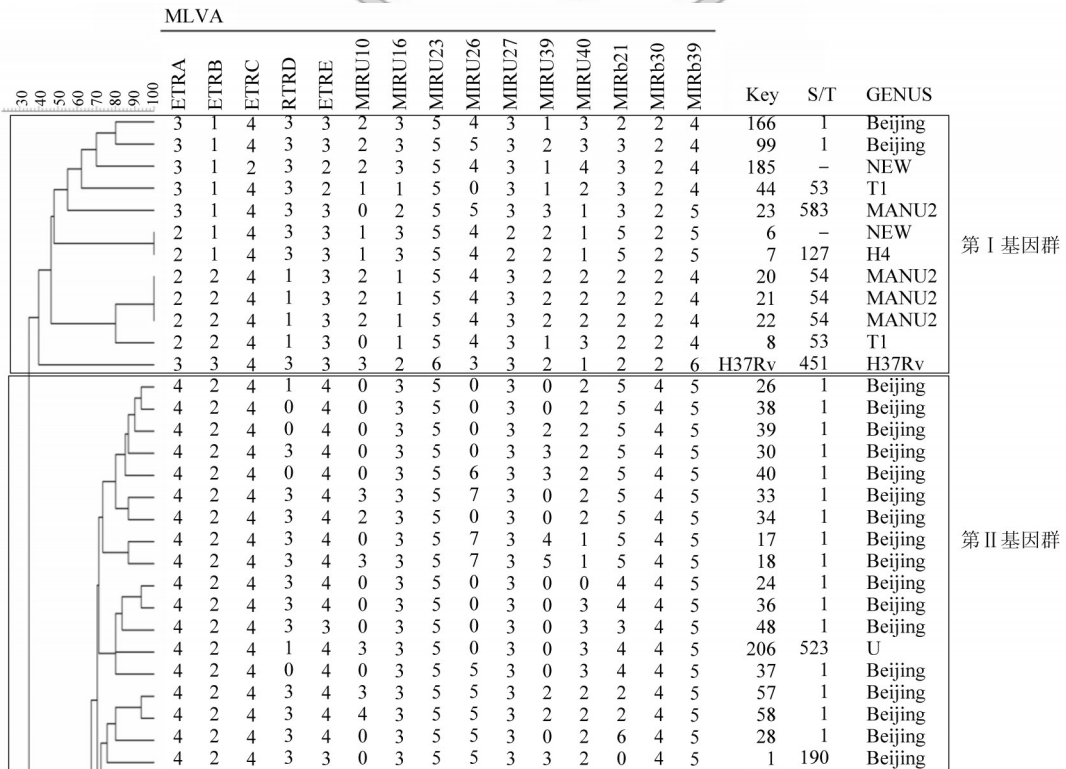 MLVA
30 40 50 60 70 80 90 100 ETRA ETRB ETRC RTRD ETRE MIRU10 MIRU16 MIRU23 MIRU26 MIRU27 MIRU39 MIRU40 MIRb21 MIRb30 MIRb39 Key S/T GENUS
3 1 4 3 3 2 3 5 4 3 1 3 2 2 4 166 1 Beijing
3 1 4 3 3 2 3 5 5 3 2 3 3 2 4 99 1 Beijing
3 1 2 3 2 2 3 5 4 3 1 4 3 2 4 185 – NEW
3 1 4 3 2 1 1 5 0 3 1 2 3 2 4 44 53 T1
3 1 4 3 3 0 2 5 5 3 3 1 3 2 5 23 583 MANU2
2 1 4 3 3 1 3 5 4 2 2 1 5 2 5 6 – NEW
第Ⅰ基因群
2 1 4 3 3 1 3 5 4 2 2 1 5 2 5 7 127 H4
2 2 4 1 3 2 1 5 4 3 2 2 2 2 4 20 54 MANU2
2 2 4 1 3 2 1 5 4 3 2 2 2 2 4 21 54 MANU2
2 2 4 1 3 2 1 5 4 3 2 2 2 2 4 22 54 MANU2
2 2 4 1 3 0 1 5 4 3 1 3 2 2 4 8 53 T1
3 3 4 3 3 3 2 6 3 3 2 1 2 2 6 H37Rv 451 H37Rv
4 2 4 1 4 0 3 5 0 3 0 2 5 4 5 26 1 Beijing
4 2 4 0 4 0 3 5 0 3 0 2 5 4 5 38 1 Beijing
4 2 4 0 4 0 3 5 0 3 2 2 5 4 5 39 1 Beijing
4 2 4 3 4 0 3 5 0 3 3 2 5 4 5 30 1 Beijing
4 2 4 0 4 0 3 5 6 3 3 2 5 4 5 40 1 Beijing
4 2 4 3 4 3 3 5 7 3 0 2 5 4 5 33 1 Beijing
4 2 4 3 4 2 3 5 0 3 0 2 5 4 5 34 1 Beijing
4 2 4 3 4 0 3 5 7 3 4 1 5 4 5 17 1 Beijing
第Ⅱ基因群
4 2 4 3 4 3 3 5 7 3 5 1 5 4 5 18 1 Beijing
4 2 4 3 4 0 3 5 0 3 0 0 4 4 5 24 1 Beijing
4 2 4 3 4 0 3 5 0 3 0 3 4 4 5 36 1 Beijing
4 2 4 3 3 0 3 5 0 3 0 3 3 4 5 48 1 Beijing
4 2 4 1 4 3 3 5 0 3 0 3 4 4 5 206 523 U
4 2 4 0 4 0 3 5 5 3 0 3 4 4 5 37 1 Beijing
4 2 4 3 4 3 3 5 5 3 2 2 2 4 5 57 1 Beijing
4 2 4 3 4 4 3 5 5 3 2 2 2 4 5 58 1 Beijing
4 2 4 3 4 0 3 5 5 3 0 2 6 4 5 28 1 Beijing
4 2 4 3 3 0 3 5 5 3 3 2 0 4 5 1 190 Beijing